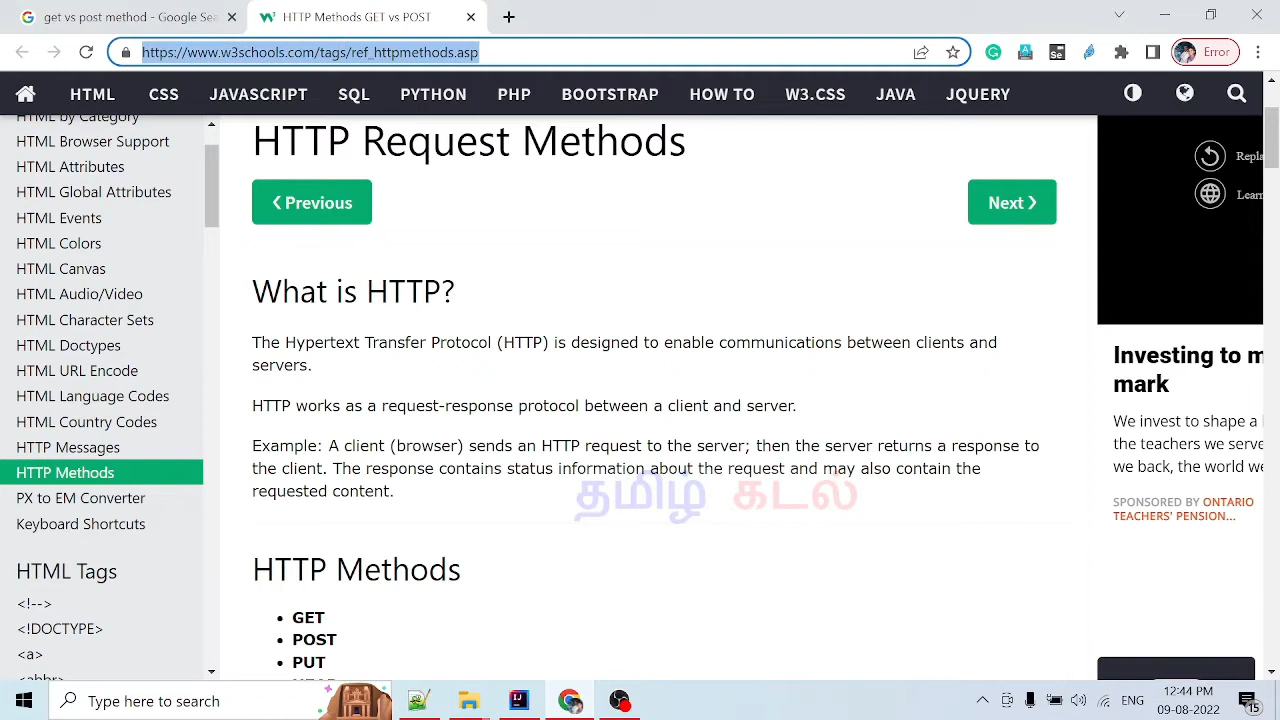 get vs post method - Google Sea
HTTP Methods GET vs POST
https://www.w3schools.com/tags/ref_httpmethods.asp
Error
HTML CSS JAVASCRIPT SQL PYTHON PHP BOOTSTRAP HOW TO W3.CSS JAVA JQUERY
HTML by Category
HTML Browser Support
HTML Attributes
HTML Global Attributes
HTML Events
HTML Colors
HTML Canvas
HTML Audio/Video
HTML Character Sets
HTML Doctypes
HTML URL Encode
HTML Language Codes
HTML Country Codes
HTTP Messages
HTTP Methods
PX to EM Converter
Keyboard Shortcuts
HTML Tags
<!-->
<!DOCTYPE>
<a>
<abbr>
HTTP Request Methods
❮ Previous
Next ❯
What is HTTP?
The Hypertext Transfer Protocol (HTTP) is designed to enable communications between clients and
servers.
HTTP works as a request-response protocol between a client and server.
Example: A client (browser) sends an HTTP request to the server; then the server returns a response to
the client. The response contains status information about the request and may also contain the
requested content.
தமிழ் கடல்
HTTP Methods
• GET
• POST
• PUT
Repla
Learn
Investing to m
mark
We invest to shape a l
the teachers we serve
we back, the world we
SPONSORED BY ONTARIO
TEACHERS' PENSION...
Type here to search
ENG
12:44 PM
09-08-2022
15